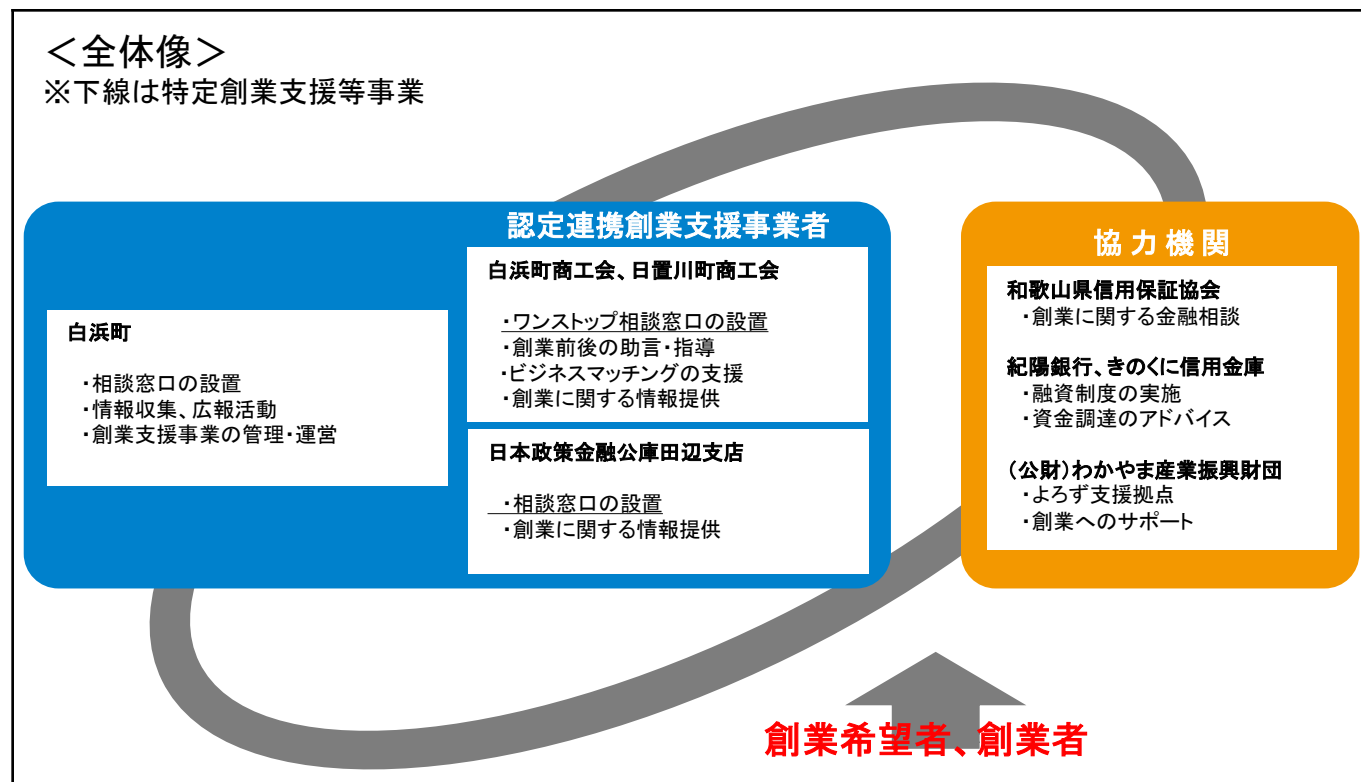 ＜全体像＞
※下線は特定創業支援等事業
認定連携創業支援事業者
白浜町
・相談窓口の設置
・情報収集、広報活動
・創業支援事業の管理・運営
白浜町商工会、日置川町商工会
・ワンストップ相談窓口の設置
・創業前後の助言・指導
・ビジネスマッチングの支援
・創業に関する情報提供
日本政策金融公庫田辺支店
・相談窓口の設置
・創業に関する情報提供
協力機関
和歌山県信用保証協会
・創業に関する金融相談
紀陽銀行、きのくに信用金庫
・融資制度の実施
・資金調達のアドバイス
（公財）わかやま産業振興財団
・よろず支援拠点
・創業へのサポート
創業希望者、創業者